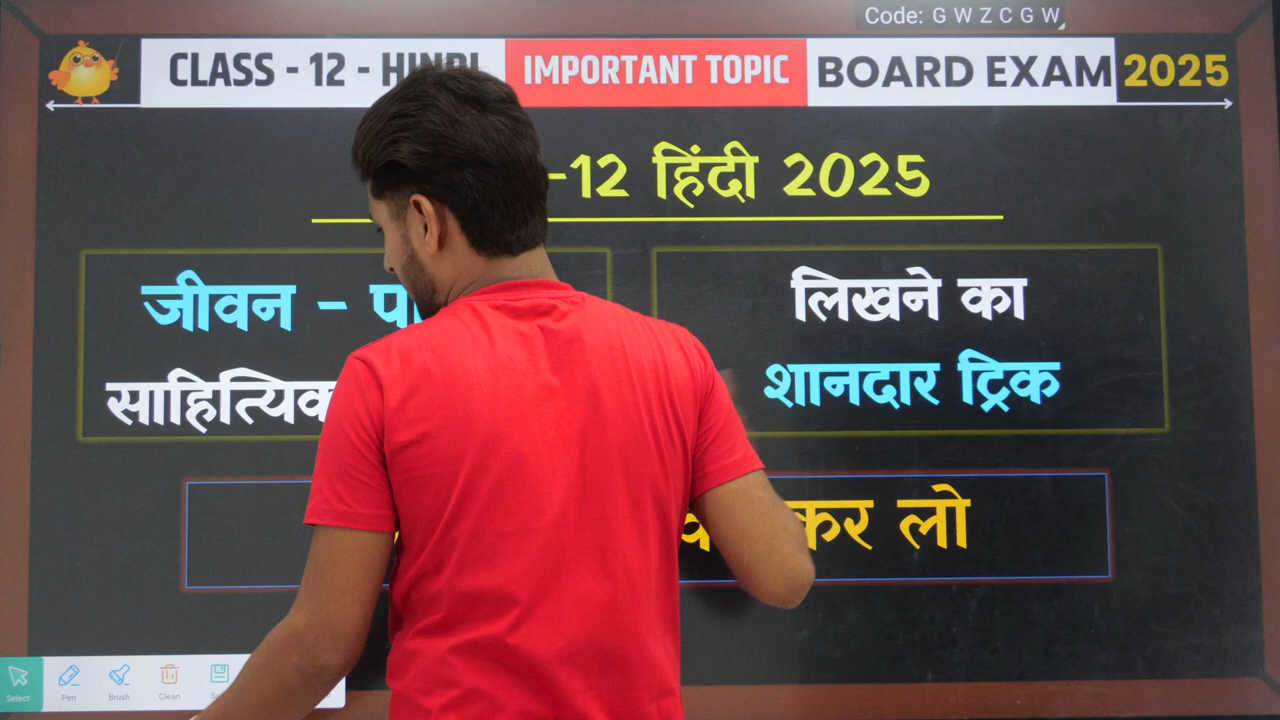 Code: G W Z C G W
CLASS - 12 - HINDI IMPORTANT TOPIC BOARD EXAM 2025
-12 हिंदी 2025
जीवन -
लिखने का
साहित्यिक
शानदार ट्रिक
कर लो
Select Pen Brush Clean